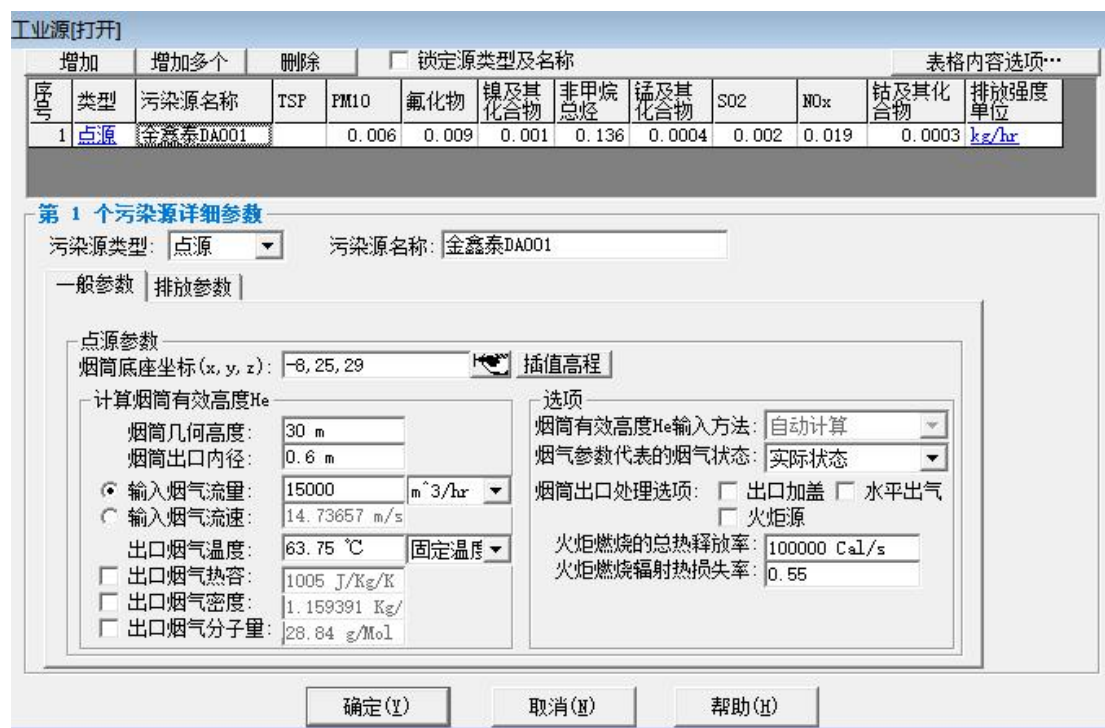 工业源[打开]
增加 增加多个 删除 锁定源类型及名称 表格内容选项…
序号 类型 污染源名称 TSP PM10 氟化物 镍及其化合物 非甲烷总烃 锰及其化合物 SO2 NOx 钴及其化合物 排放强度单位
1 点源 金鑫泰DA001 0.006 0.009 0.001 0.136 0.0004 0.002 0.019 0.0003 kg/hr
第 1 个污染源详细参数
污染源类型: 点源 污染源名称: 金鑫泰DA001
一般参数 排放参数
点源参数
烟筒底座坐标(x,y,z): -8,25,29 插值高程
计算烟筒有效高度He
烟筒几何高度: 30 m
烟筒出口内径: 0.6 m
输入烟气流量: 15000 m^3/hr
输入烟气流速: 14.73657 m/s
出口烟气温度: 63.75 ℃ 固定温度
出口烟气热容: 1005 J/Kg/K
出口烟气密度: 1.159391 Kg/
出口烟气分子量: 28.84 g/Mol
选项
烟筒有效高度He输入方法: 自动计算
烟气参数代表的烟气状态: 实际状态
烟筒出口处理选项: 出口加盖 水平出气
火炬源
火炬燃烧的总热释放率: 100000 Cal/s
火炬燃烧辐射热损失率: 0.55
确定(Y) 取消(N) 帮助(H)